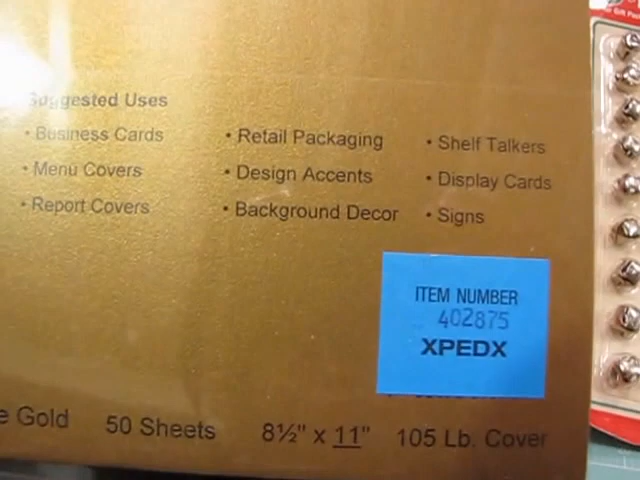 Suggested Uses
• Business Cards • Retail Packaging • Shelf Talkers
• Menu Covers • Design Accents • Display Cards
• Report Covers • Background Decor • Signs
ITEM NUMBER
402875
XPEDX
e Gold 50 Sheets 8½" x 11" 105 Lb. Cover